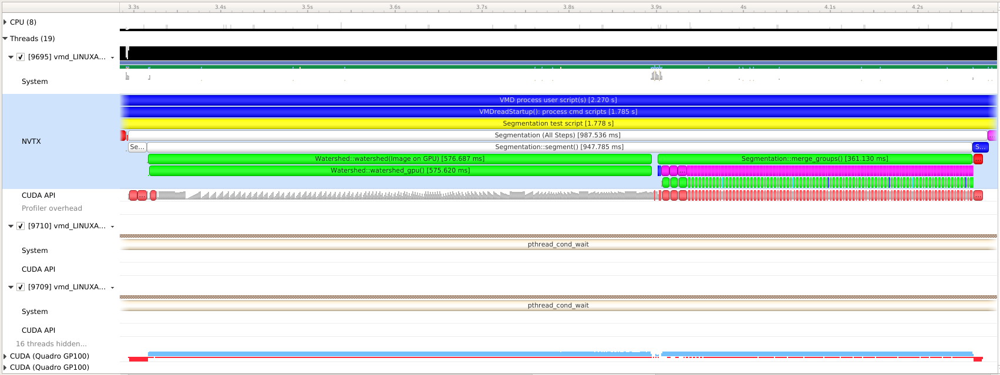 3.3s 3.4s 3.5s 3.6s 3.7s 3.8s 3.9s 4s 4.1s 4.2s
CPU (8)
Threads (19)
[9695] vmd_LINUXA...
System
NVTX
VMD process user script(s) [2.270 s]
VMDreadStartup(): process cmd scripts [1.785 s]
Segmentation test script [1.778 s]
Segmentation (All Steps) [987.536 ms] ...
Se... Segmentation::segment() [947.785 ms] S...
Watershed::watershed(Image on GPU) [576.687 ms] Segmentation::merge_groups() [361.130 ms] ...
Watershed::watershed_gpu() [575.620 ms] ...
CUDA API ... ...
Profiler overhead
[9710] vmd_LINUXA...
pthread_cond_wait
System
CUDA API
[9709] vmd_LINUXA...
pthread_cond_wait
System
CUDA API
16 threads hidden...
CUDA (Quadro GP100)
CUDA (Quadro GP100)